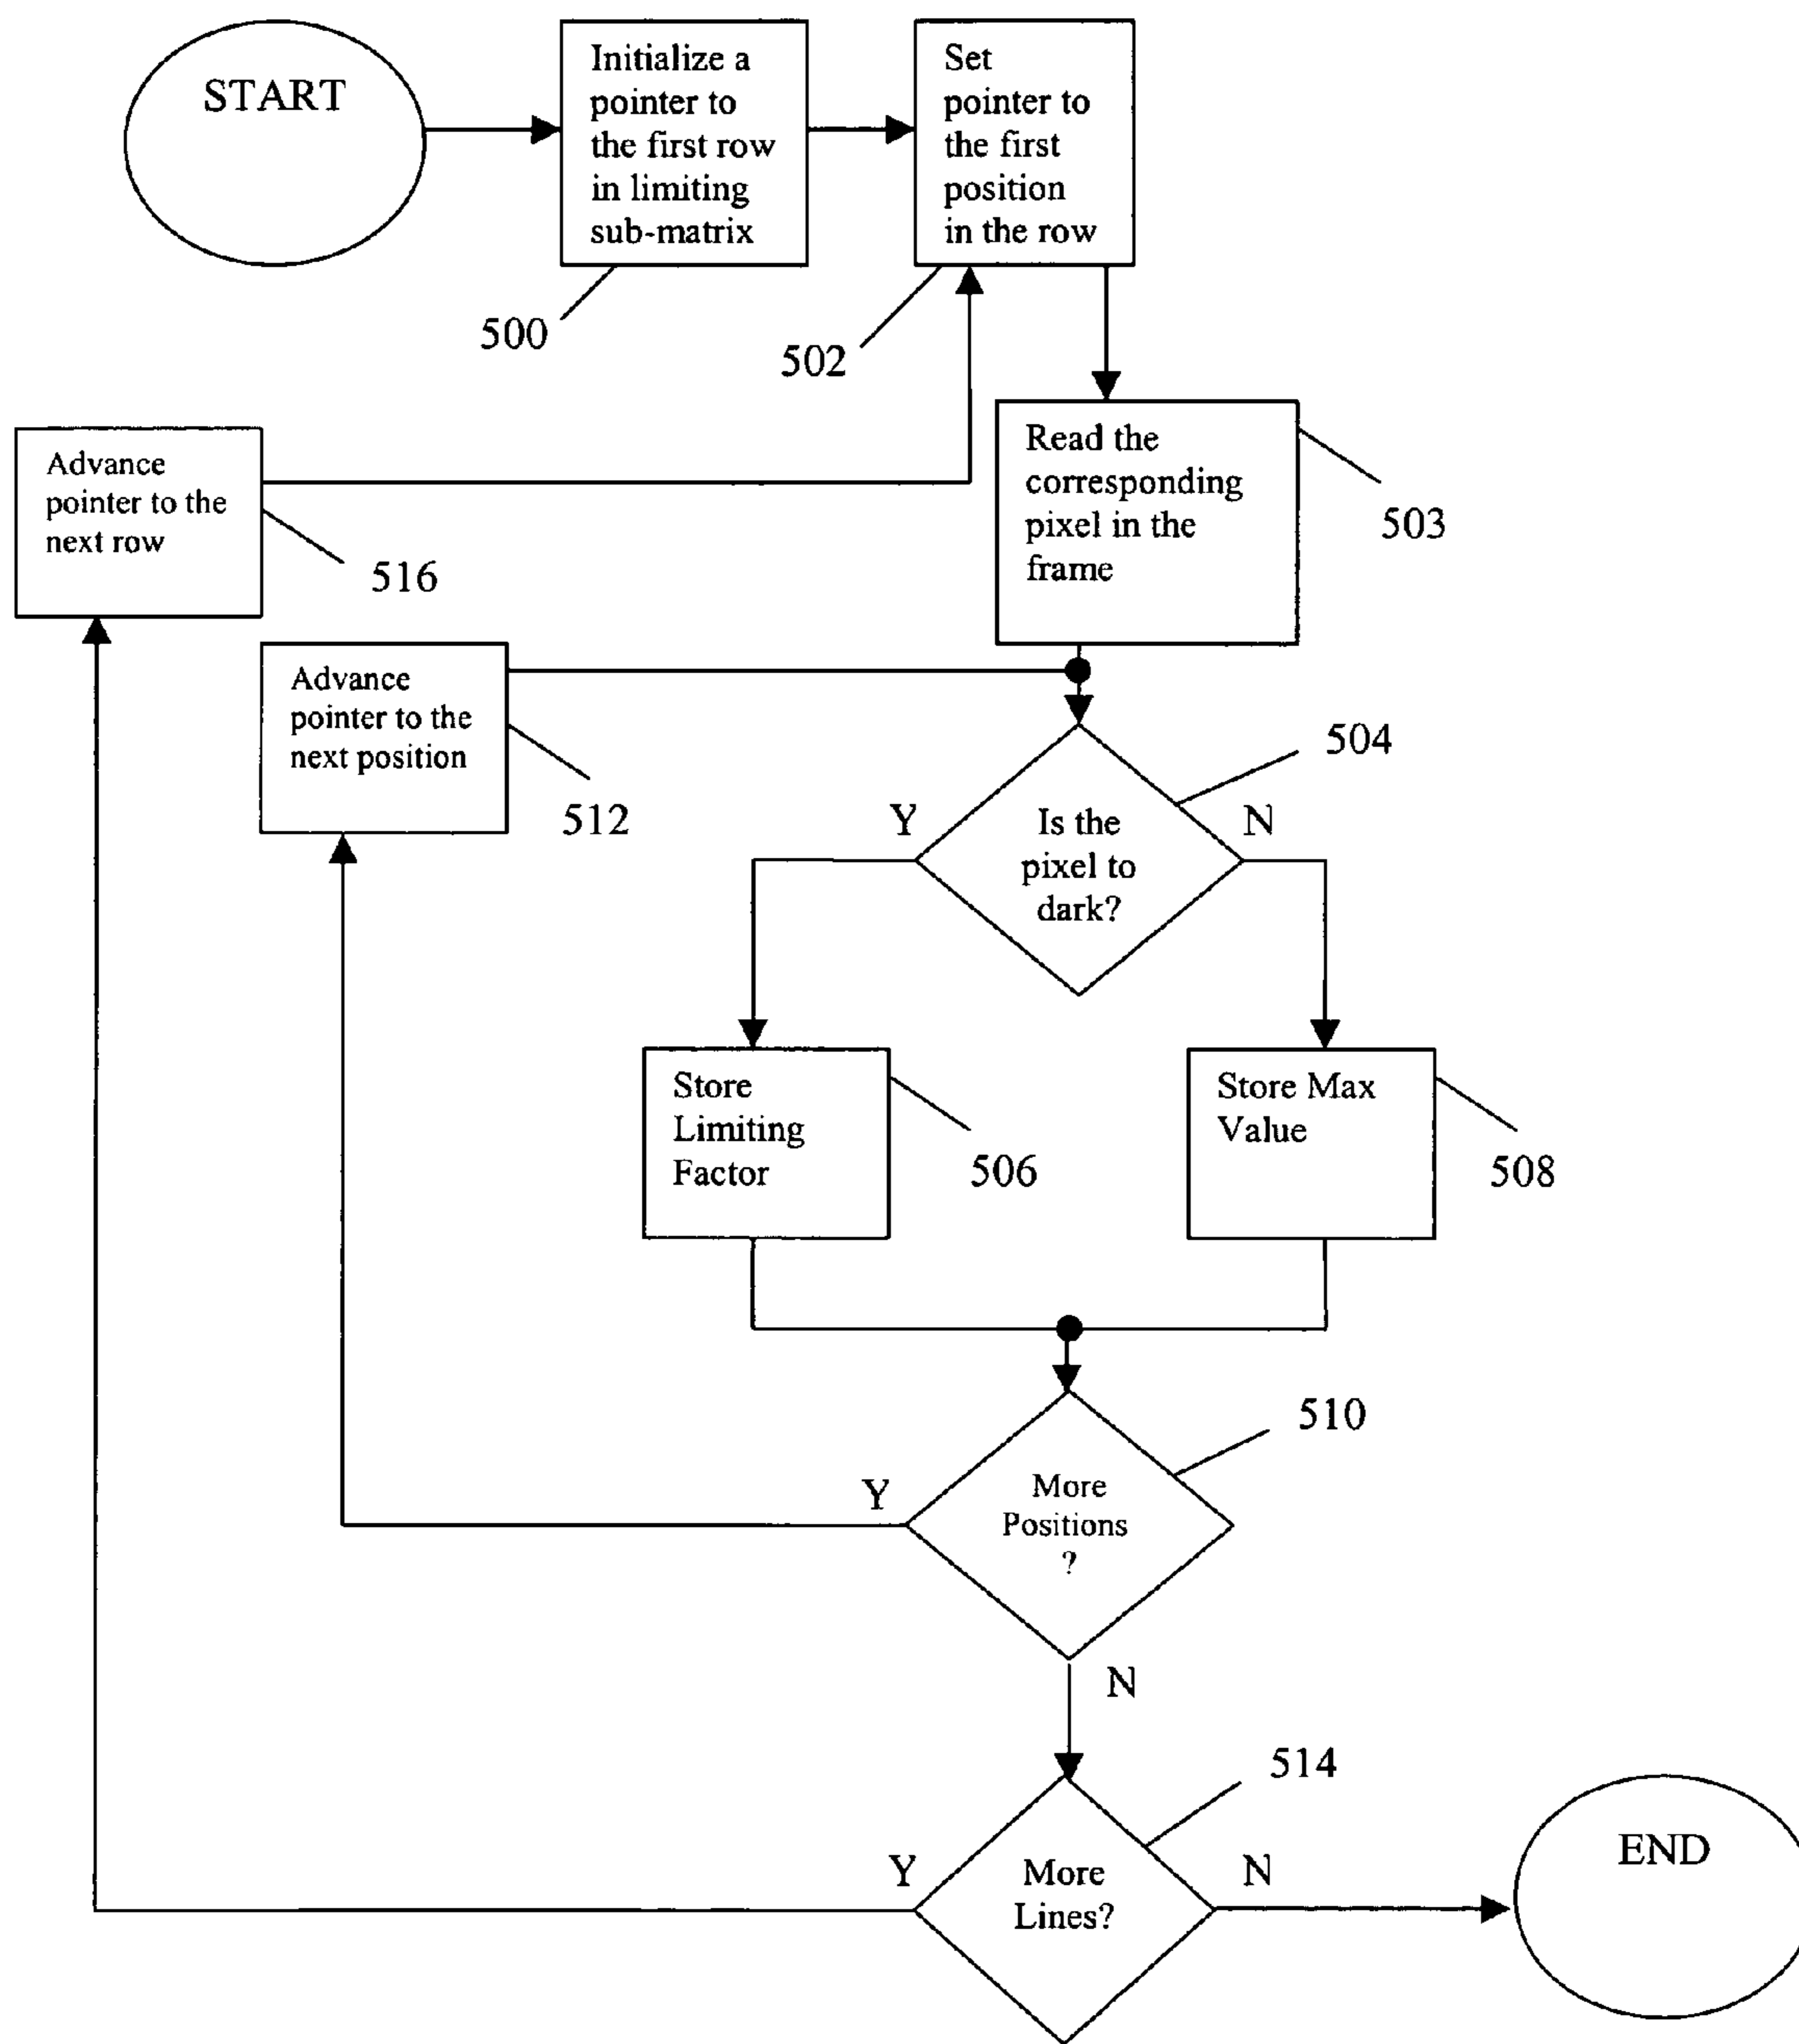 START
Initialize a
pointer to
the first row
in limiting
sub-matrix
Set
pointer to
the first
position
in the row
500
502
Advance
pointer to the
next row
516
Read the
corresponding
pixel in the
frame
503
Advance
pointer to the
next position
512
504
Y
N
Is the
pixel to
dark?
Store
Limiting
Factor
506
Store Max
Value
508
510
Y
More
Positions
?
N
514
Y
More
Lines?
N
END